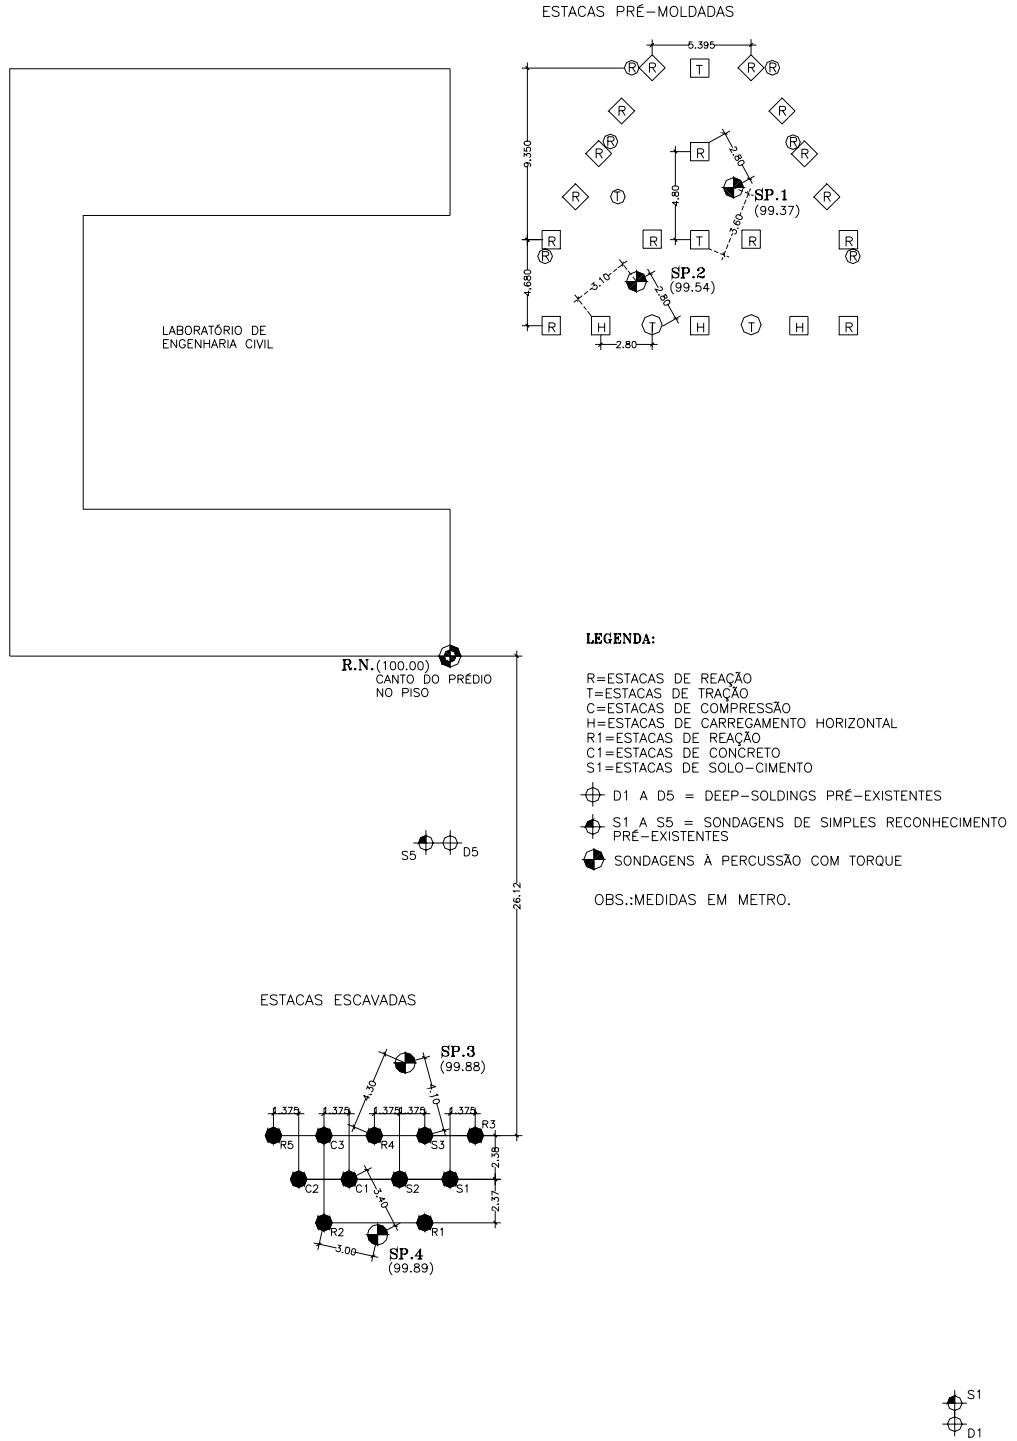 ESTACAS PRÉ-MOLDADAS
5.395
R R T R R
R R
R R
R R
R
2.80
9.350
4.80
R T R
SP.1
(99.37)
3.60
R R T R R
R R
SP.2
(99.54)
3.10
2.80
4.680
R H T H T H R
2.80
LABORATÓRIO DE
ENGENHARIA CIVIL
R.N.(100.00)
CANTO DO PRÉDIO
NO PISO
LEGENDA:
R=ESTACAS DE REAÇÃO
T=ESTACAS DE TRAÇÃO
C=ESTACAS DE COMPRESSÃO
H=ESTACAS DE CARREGAMENTO HORIZONTAL
R1=ESTACAS DE REAÇÃO
C1=ESTACAS DE CONCRETO
S1=ESTACAS DE SOLO-CIMENTO
D1 A D5 = DEEP-SOLDINGS PRÉ-EXISTENTES
S1 A S5 = SONDAGENS DE SIMPLES RECONHECIMENTO
PRÉ-EXISTENTES
SONDAGENS À PERCUSSÃO COM TORQUE
OBS.:MEDIDAS EM METRO.
S5 D5
26.12
ESTACAS ESCAVADAS
SP.3
(99.88)
4.30
4.10
1.375 1.375 1.375 1.375 1.375
R5 C3 R4 S3 R3
2.38
C2 C1 S2 S1
3.40
2.37
R2 R1
3.00
SP.4
(99.89)
S1
D1